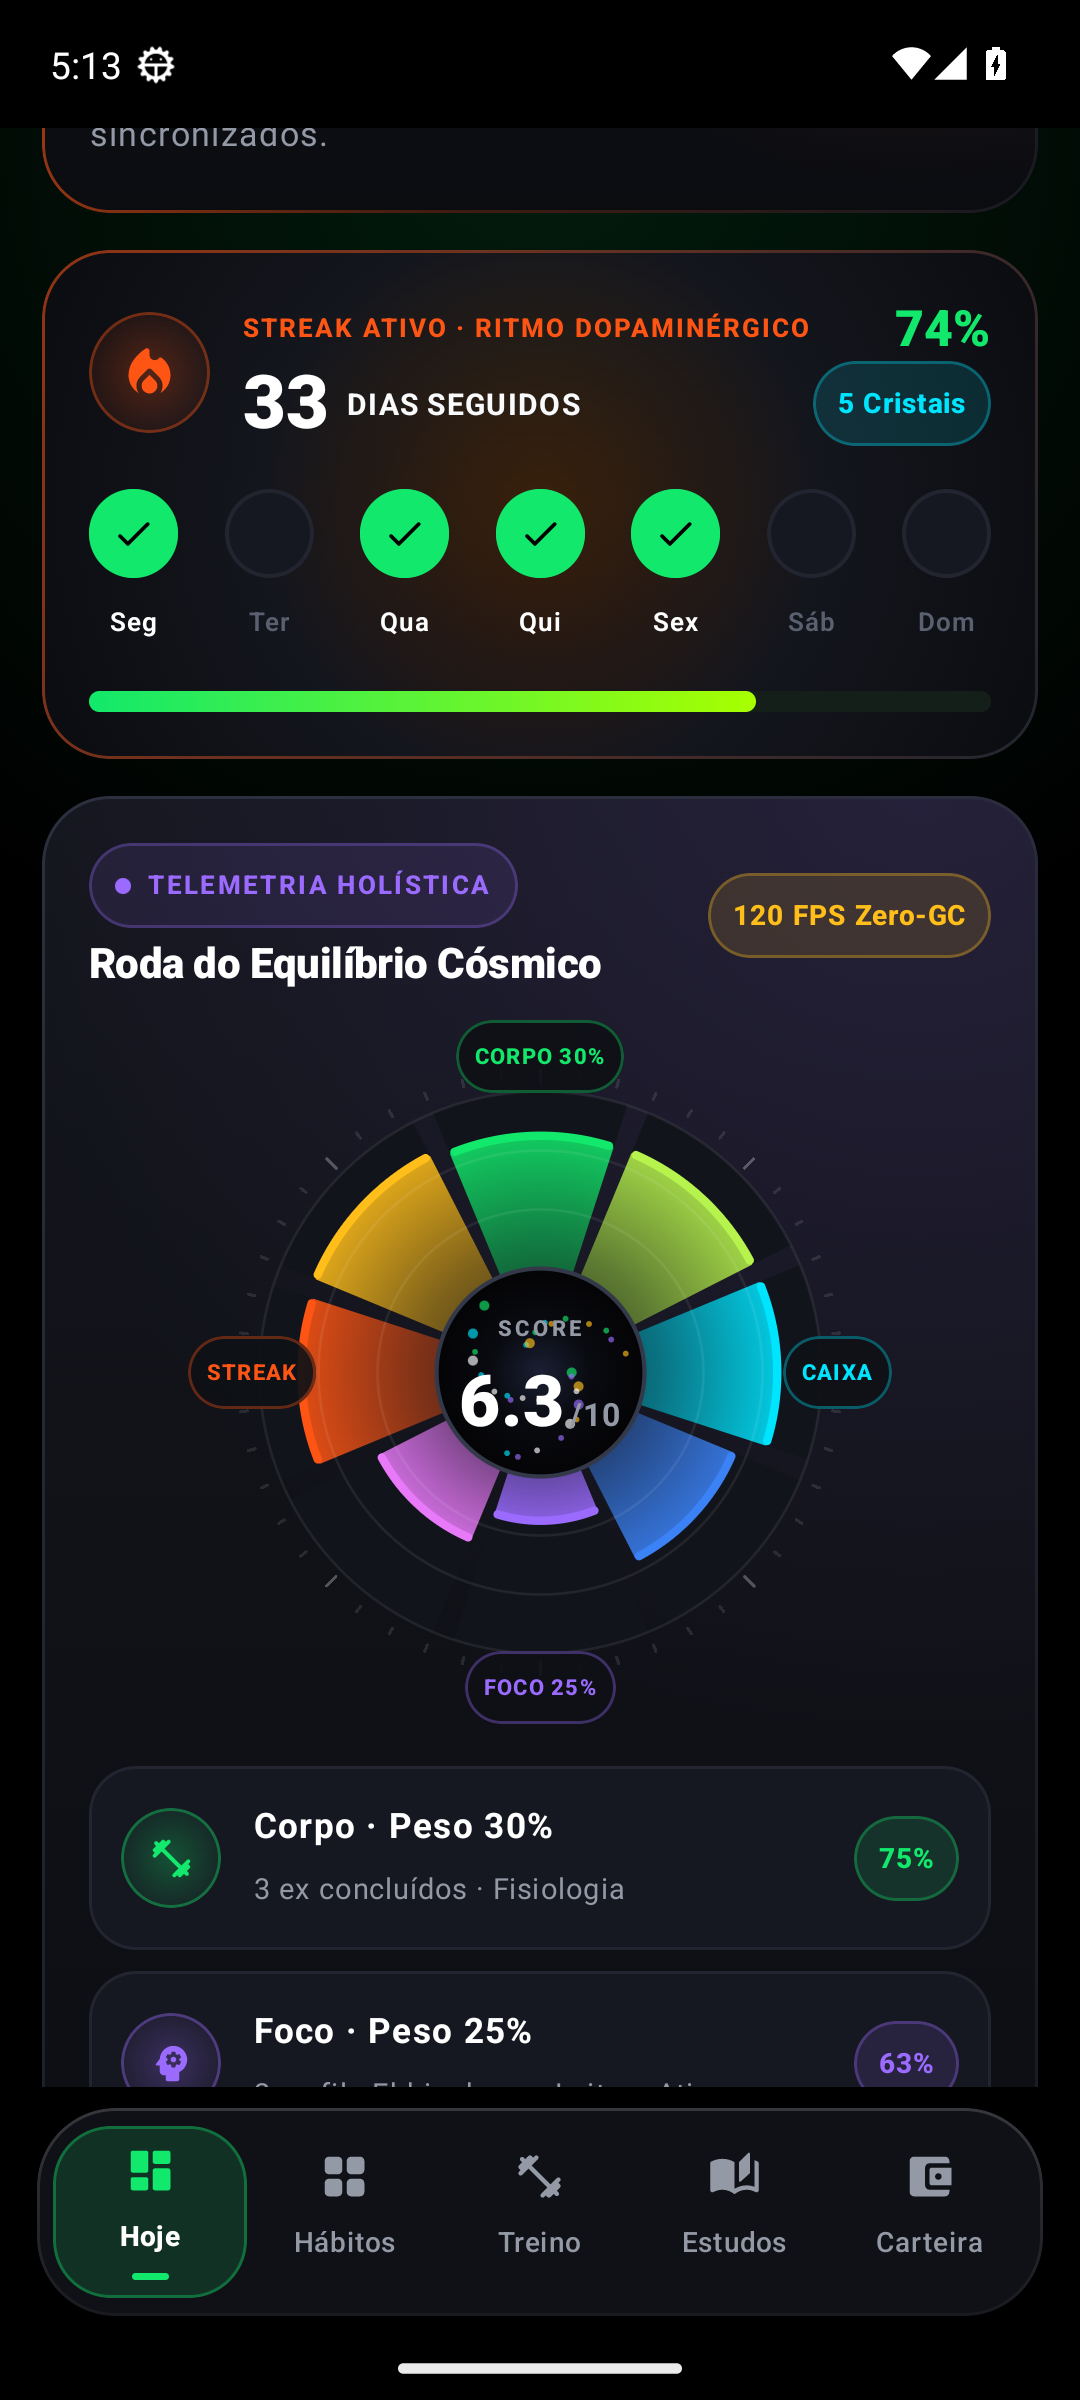 5:13
sincronizados.
STREAK ATIVO · RITMO DOPAMINÉRGICO
74%
33 DIAS SEGUIDOS
5 Cristais
Seg Ter Qua Qui Sex Sáb Dom
TELEMETRIA HOLÍSTICA
120 FPS Zero-GC
Roda do Equilíbrio Cósmico
CORPO 30%
SCORE
6.3/10
STREAK
CAIXA
FOCO 25%
Corpo · Peso 30%
3 ex concluídos · Fisiologia
75%
Foco · Peso 25%
63%
Hoje Hábitos Treino Estudos Carteira